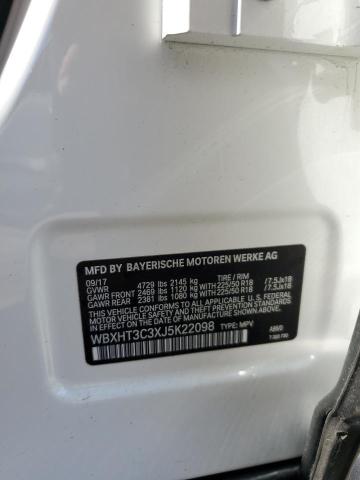 MFD BY BAYERISCHE MOTOREN WERKE AG
09/17 TIRE / RIM
GVWR 4729 lbs 2145 kg
GAWR FRONT 2469 lbs 1120 kg WITH 225/50 R18 /7.5Jx18
GAWR REAR 2381 lbs 1080 kg WITH 225/50 R18 /7.5Jx18
THIS VEHICLE CONFORMS TO ALL APPLICABLE U.S. FEDERAL
MOTOR VEHICLE SAFETY, BUMPER, AND THEFT PREVENTION
STANDARDS IN EFFECT ON THE DATE OF MANUFACTURE SHOWN ABOVE.
WBXHT3C3XJ5K22098 TYPE: MPV